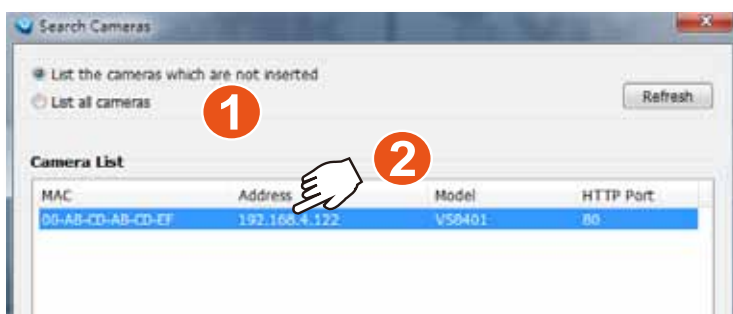 Search Cameras
List the cameras which are not inserted
List all cameras
Refresh
1
2
Camera List
MAC Address Model HTTP Port
00-AB-CD-AB-CD-EF 192.168.4.122 VS8401 80